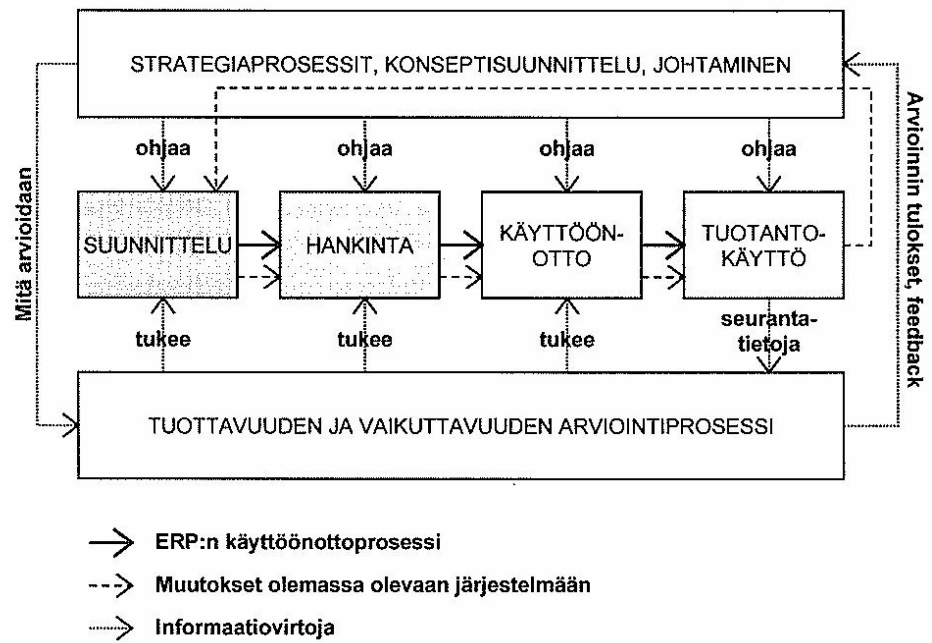 STRATEGIAPROSESSIT, KONSEPTISUUNNITTELU, JOHTAMINEN
ohjaa
ohjaa
ohjaa
ohjaa
SUUNNITTELU
HANKINTA
KÄYTTÖÖN-
OTTO
TUOTANTO-
KÄYTTÖ
tukee
tukee
tukee
seuranta-
tietoja
TUOTTAVUUDEN JA VAIKUTTAVUUDEN ARVIOINTIPROSESSI
Mitä arvioidaan
Arvioinnin tulokset, feedback
ERP:n käyttöönottoprosessi
Muutokset olemassa olevaan järjestelmään
Informaatiovirtoja